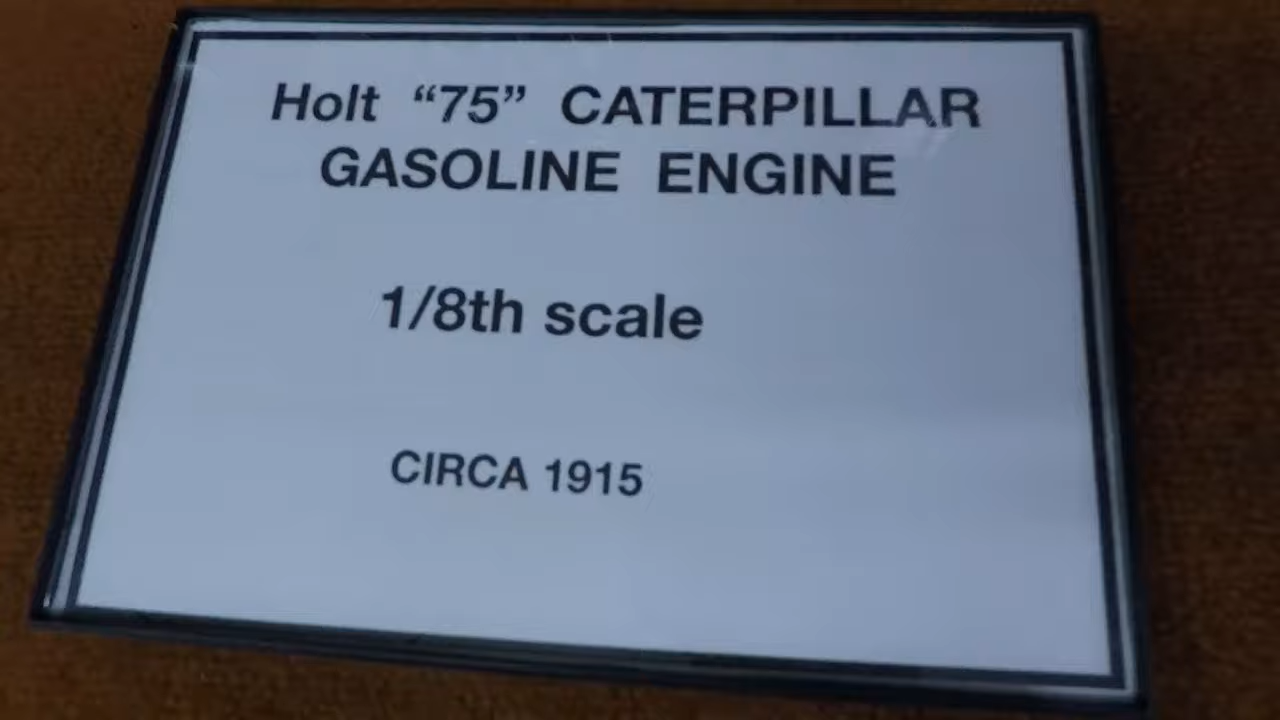 Holt “75” CATERPILLAR
GASOLINE ENGINE
1/8th scale
CIRCA 1915